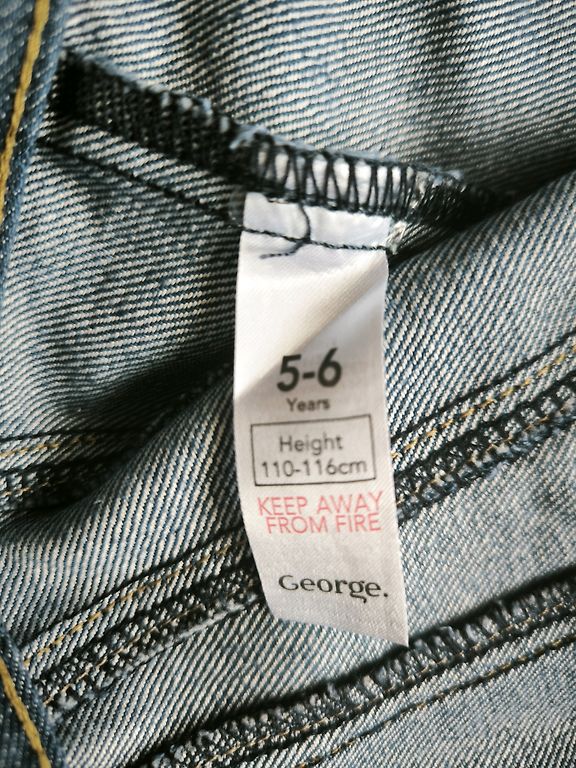 5-6
Years
Height
110-116cm
KEEP AWAY
FROM FIRE
George.